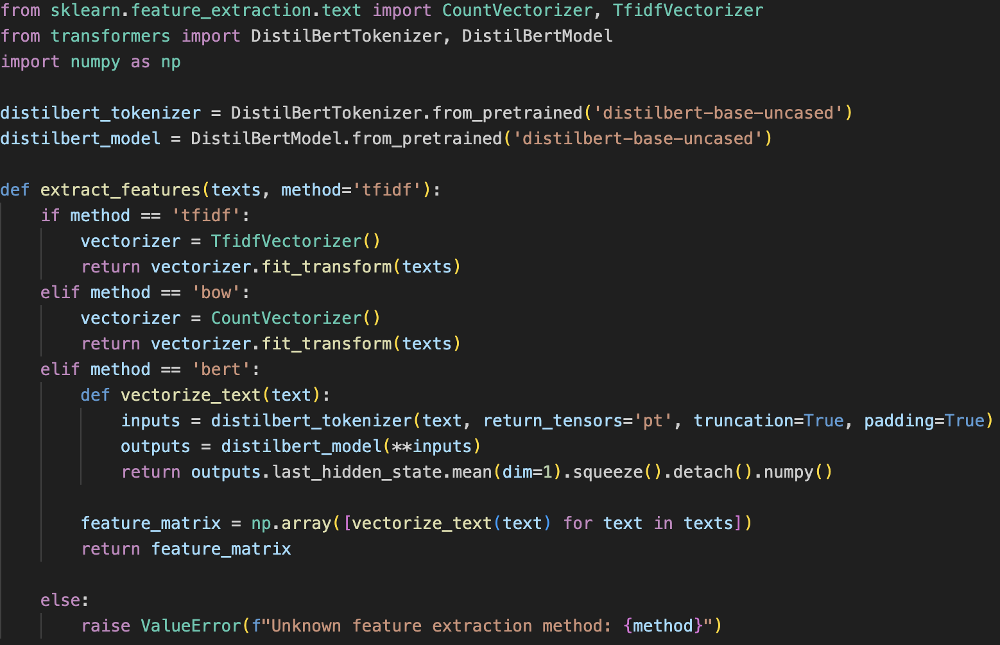 from sklearn.feature_extraction.text import CountVectorizer, TfidfVectorizer
from transformers import DistilBertTokenizer, DistilBertModel
import numpy as np

distilbert_tokenizer = DistilBertTokenizer.from_pretrained('distilbert-base-uncased')
distilbert_model = DistilBertModel.from_pretrained('distilbert-base-uncased')

def extract_features(texts, method='tfidf'):
    if method == 'tfidf':
        vectorizer = TfidfVectorizer()
        return vectorizer.fit_transform(texts)
    elif method == 'bow':
        vectorizer = CountVectorizer()
        return vectorizer.fit_transform(texts)
    elif method == 'bert':
        def vectorize_text(text):
            inputs = distilbert_tokenizer(text, return_tensors='pt', truncation=True, padding=True)
            outputs = distilbert_model(**inputs)
            return outputs.last_hidden_state.mean(dim=1).squeeze().detach().numpy()

        feature_matrix = np.array([vectorize_text(text) for text in texts])
        return feature_matrix

    else:
        raise ValueError(f"Unknown feature extraction method: {method}")